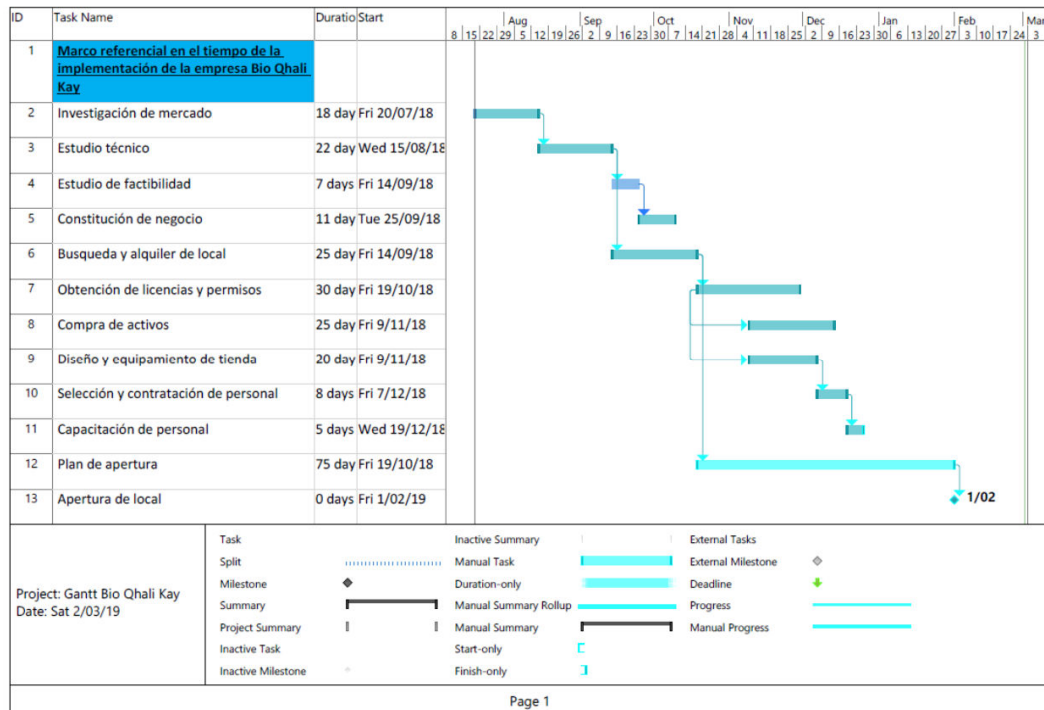 ID Task Name Duratio Start Aug Sep Oct Nov Dec Jan Feb Mar
8 15 22 29 5 12 19 26 2 9 16 23 30 7 14 21 28 4 11 18 25 2 9 16 23 30 6 13 20 27 3 10 17 24 3
1 Marco referencial en el tiempo de la
implementación de la empresa Bio Qhali
Kay
2 Investigación de mercado 18 day Fri 20/07/18
3 Estudio técnico 22 day Wed 15/08/18
4 Estudio de factibilidad 7 days Fri 14/09/18
5 Constitución de negocio 11 day Tue 25/09/18
6 Busqueda y alquiler de local 25 day Fri 14/09/18
7 Obtención de licencias y permisos 30 day Fri 19/10/18
8 Compra de activos 25 day Fri 9/11/18
9 Diseño y equipamiento de tienda 20 day Fri 9/11/18
10 Selección y contratación de personal 8 days Fri 7/12/18
11 Capacitación de personal 5 days Wed 19/12/18
12 Plan de apertura 75 day Fri 19/10/18
13 Apertura de local 0 days Fri 1/02/19 1/02
Project: Gantt Bio Qhali Kay
Date: Sat 2/03/19
Task Inactive Summary External Tasks
Split Manual Task External Milestone
Milestone Duration-only Deadline
Summary Manual Summary Rollup Progress
Project Summary Manual Summary Manual Progress
Inactive Task Start-only
Inactive Milestone Finish-only
Page 1